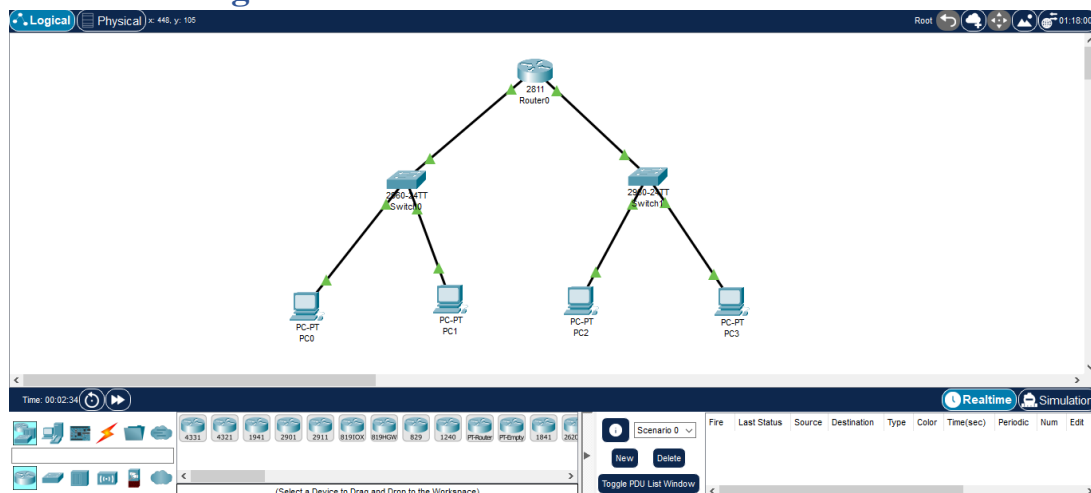 Logical Physical x: 448, y: 105 Root 01:18:00
2811
Router0
2960-24TT
Switch0
2960-24TT
Switch1
PC-PT
PC0
PC-PT
PC1
PC-PT
PC2
PC-PT
PC3
Time: 00:02:34 Realtime Simulation
4331 4321 1941 2901 2911 819IOX 819HGW 829 1240 PT-Router PT-Empty 1841 2620
Scenario 0
New Delete
Toggle PDU List Window
Fire Last Status Source Destination Type Color Time(sec) Periodic Num Edit
(Select a Device to Drag and Drop to the Workspace)